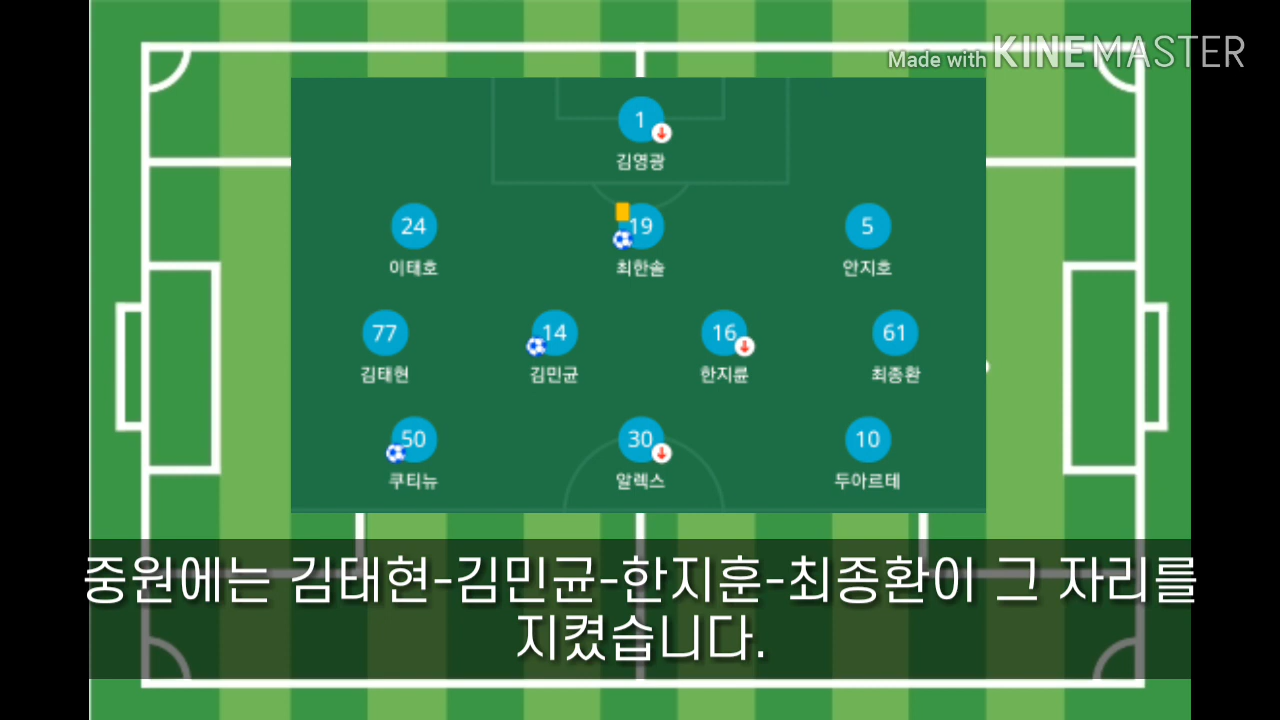 Made with KINEMASTER
1
김영광
24
19
5
이태호
최한솔
안지호
77
14
16
61
김태현
김민균
한지륜
최종환
50
30
10
쿠티뉴
알렉스
두아르테
중원에는 김태현-김민균-한지훈-최종환이 그 자리를
지켰습니다.